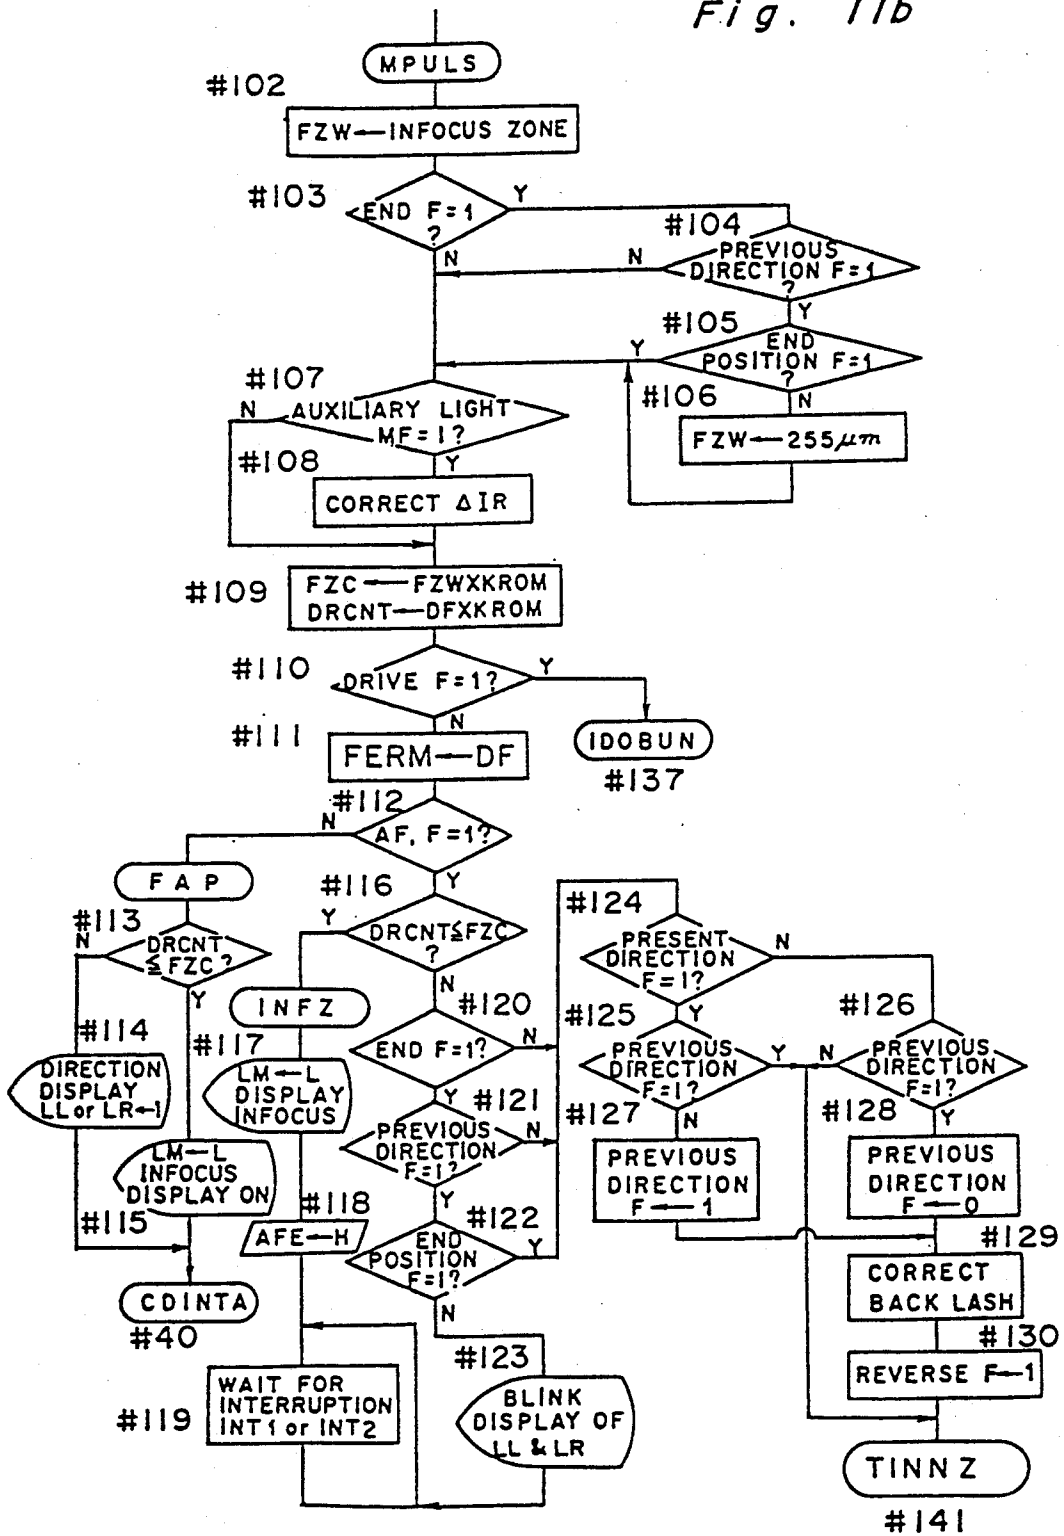 Fig. 11b
MPULS
#102
FZW←INFOCUS ZONE
#103
END F=1
?
Y
N
#104
PREVIOUS
DIRECTION F=1
?
N
Y
#105
END
POSITION F=1
?
Y
N
#106
FZW←255μm
#107
AUXILIARY LIGHT
MF=1?
N
Y
#108
CORRECT ΔIR
#109
FZC←FZWXKROM
DRCNT←DFXKROM
#110
DRIVE F=1?
Y
N
IDOBUN
#137
#111
FERM←DF
#112
AF, F=1?
N
Y
FAP
#113
DRCNT
≦FZC?
N
Y
#114
DIRECTION
DISPLAY
LL or LR←1
#115
LM←L
INFOCUS
DISPLAY ON
CDINTA
#40
#116
DRCNT≦FZC
?
Y
N
INFZ
#117
LM←L
DISPLAY
INFOCUS
#118
AFE←H
#119
WAIT FOR
INTERRUPTION
INT1 or INT2
#120
END F=1?
N
Y
#121
PREVIOUS
DIRECTION
F=1?
N
Y
#122
END
POSITION
F=1?
Y
N
#123
BLINK
DISPLAY OF
LL & LR
#124
PRESENT
DIRECTION
F=1?
N
Y
#125
PREVIOUS
DIRECTION
F=1?
Y
N
#126
PREVIOUS
DIRECTION
F=1?
N
Y
#127
PREVIOUS
DIRECTION
F←1
#128
PREVIOUS
DIRECTION
F←0
#129
CORRECT
BACK LASH
#130
REVERSE F←1
TINNZ
#141